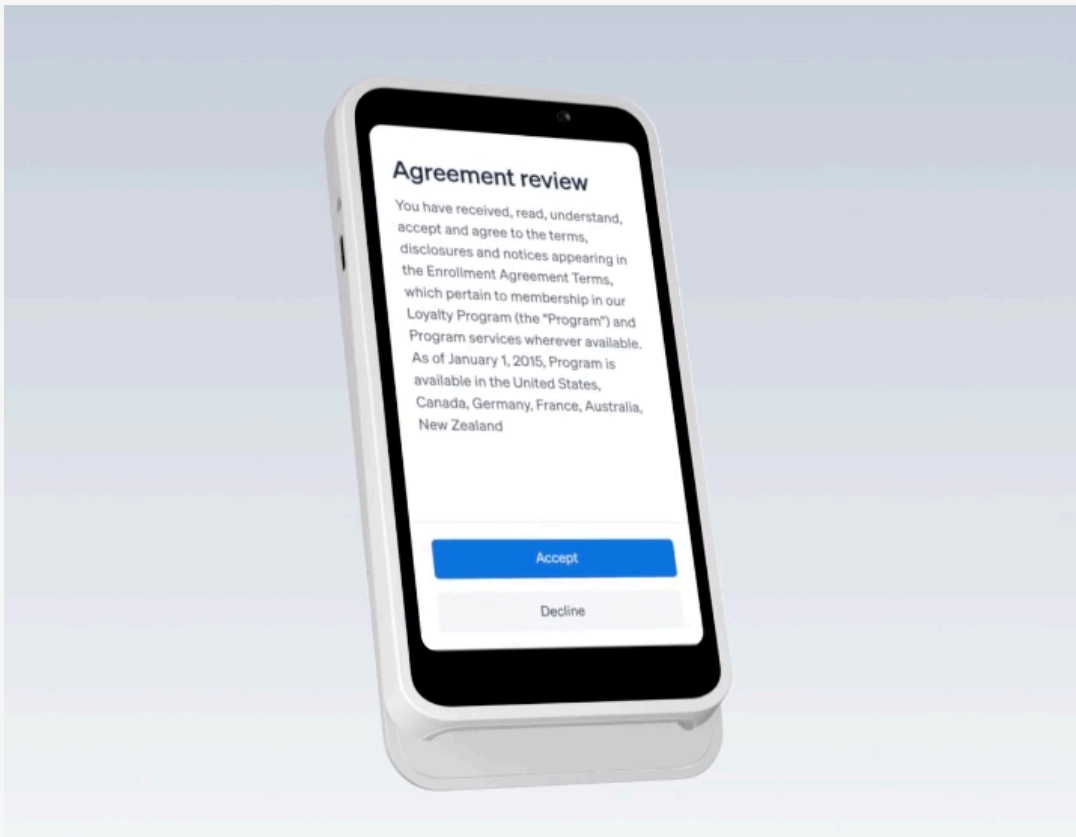 Agreement review
You have received, read, understand,
accept and agree to the terms,
disclosures and notices appearing in
the Enrollment Agreement Terms,
which pertain to membership in our
Loyalty Program (the "Program") and
Program services wherever available.
As of January 1, 2015, Program is
available in the United States,
Canada, Germany, France, Australia,
New Zealand
Accept
Decline